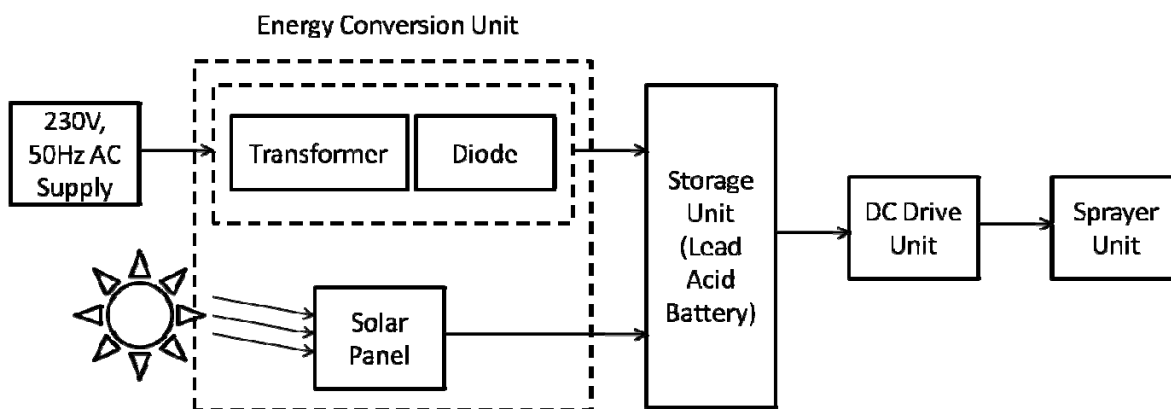 Energy Conversion Unit
230V,
50Hz AC
Supply
Transformer
Diode
Solar
Panel
Storage
Unit
(Lead
Acid
Battery)
DC Drive
Unit
Sprayer
Unit